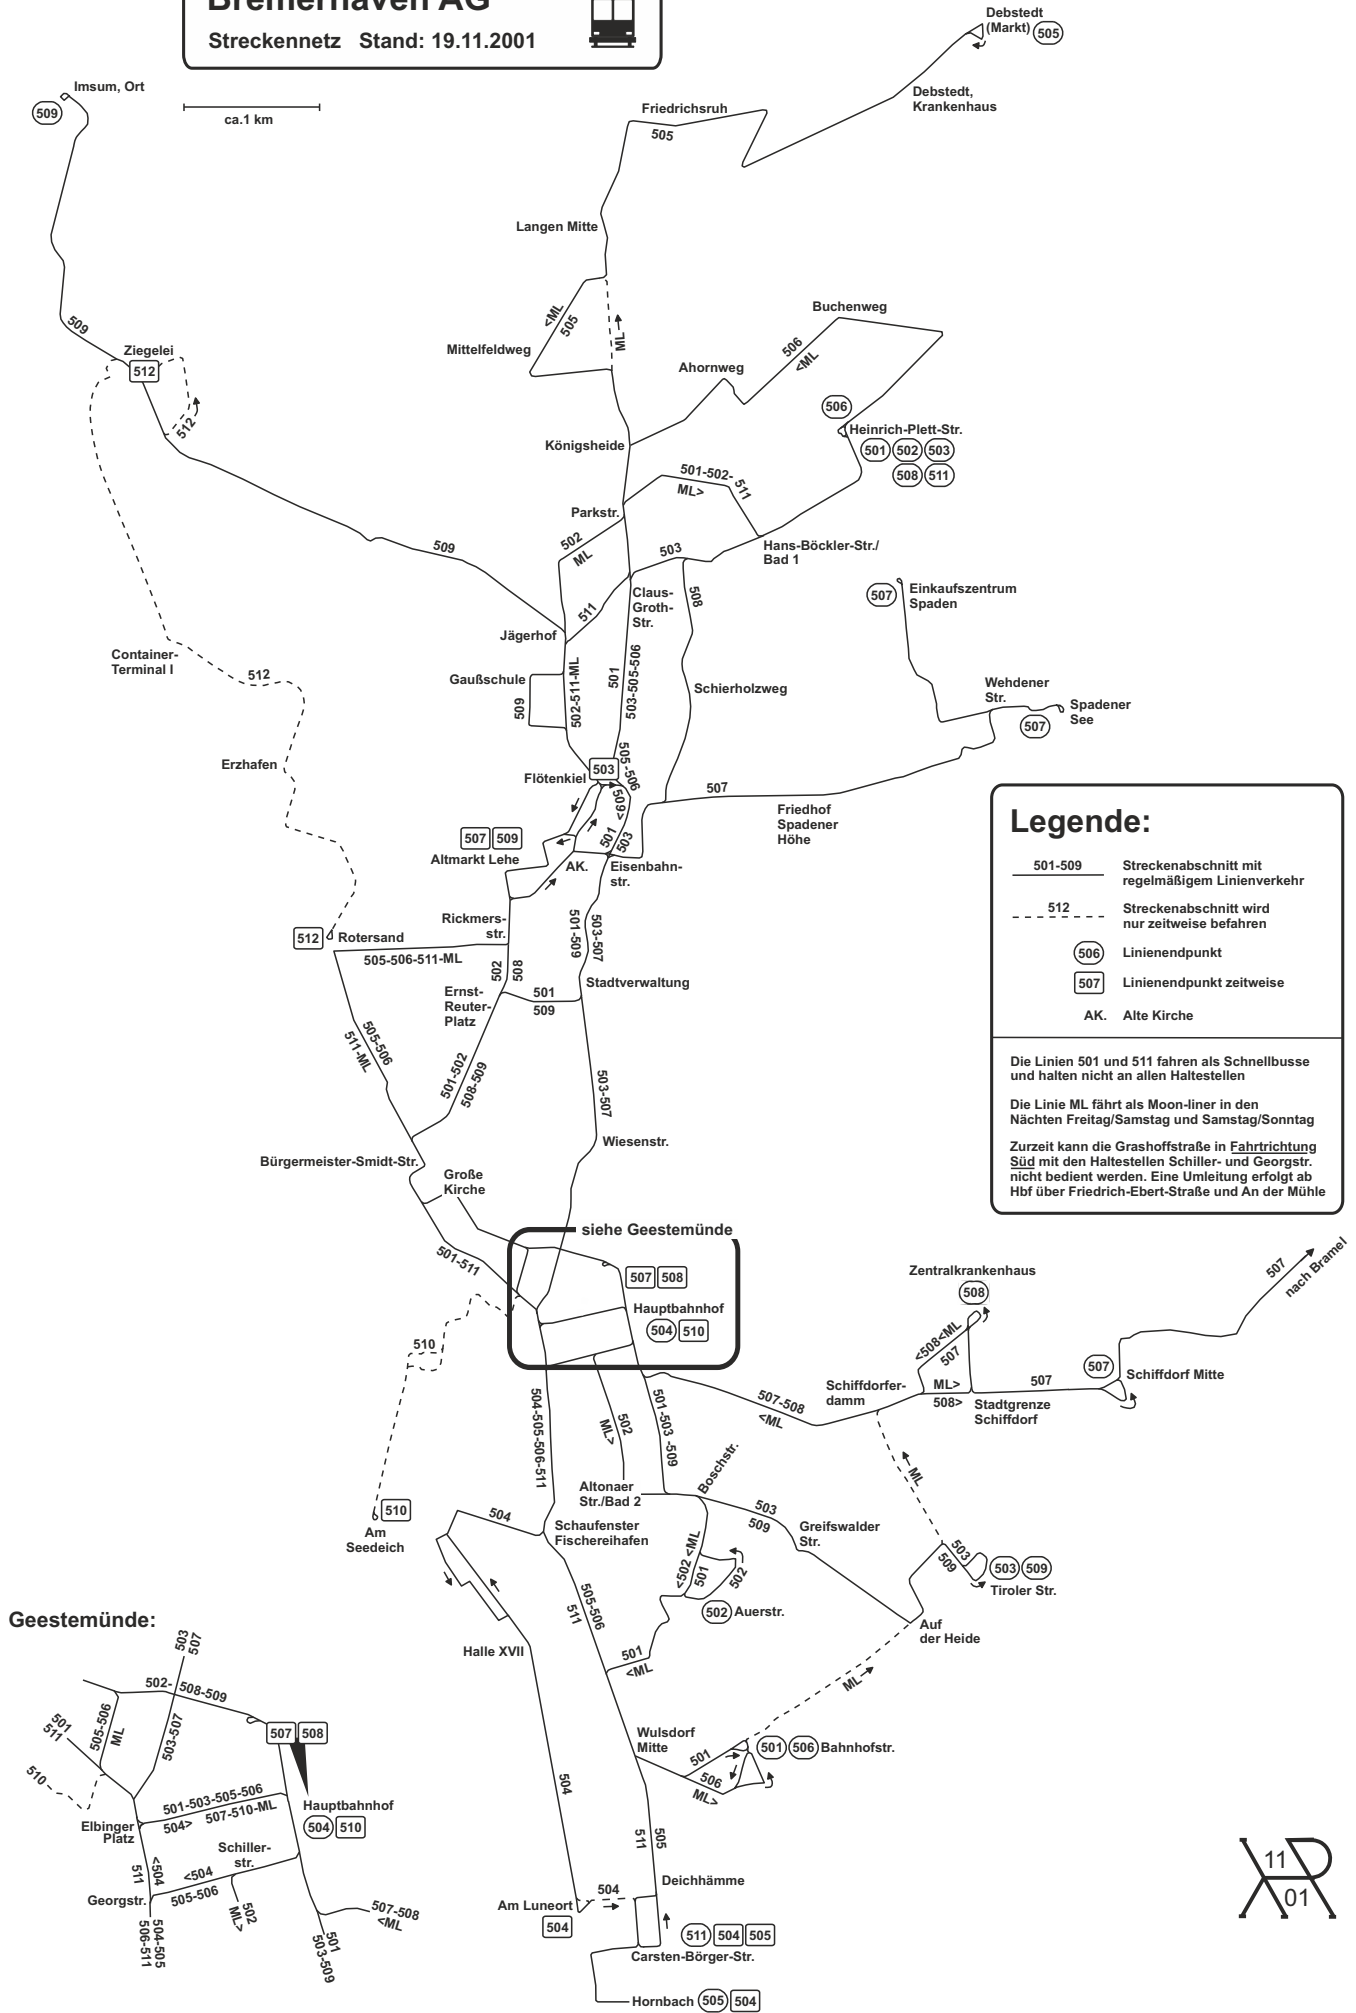 Bremerhaven AG
Streckennetz Stand: 19.11.2001
Debstedt
(Markt)
505
Imsum, Ort
509
ca.1 km
Debstedt,
Krankenhaus
Friedrichsruh
505
Langen Mitte
<ML
505
ML
Mittelfeldweg
Buchenweg
506
<ML
Ahornweg
509
Ziegelei
512
512
506
Heinrich-Plett-Str.
501 502 503
508 511
Königsheide
501-502-511
ML>
Parkstr.
502
ML
503
Hans-Böckler-Str./
Bad 1
509
511
Claus-
Groth-
Str.
508
507
Einkaufszentrum
Spaden
Jägerhof
Container-
Terminal I
512
Gaußschule
509
502-511-ML
501
503-505-506
Schierholzweg
Wehdener
Str.
507
Spadener
See
Erzhafen
Flötenkiel
503
505-506
509<
507
Friedhof
Spadener
Höhe
507 509
Altmarkt Lehe
501
503
AK.
Eisenbahn-
str.
Rickmers-
str.
512
Rotersand
505-506-511-ML
502
508
501-509
503-507
Ernst-
Reuter-
Platz
501
509
Stadtverwaltung
505-506
511-ML
501-502
508-509
503-507
Bürgermeister-Smidt-Str.
Wiesenstr.
Große
Kirche
501-511
siehe Geestemünde
507 508
Hauptbahnhof
504 510
510
Legende:
501-509
Streckenabschnitt mit
regelmäßigem Linienverkehr
512
Streckenabschnitt wird
nur zeitweise befahren
506
Linienendpunkt
507
Linienendpunkt zeitweise
AK. Alte Kirche
Die Linien 501 und 511 fahren als Schnellbusse
und halten nicht an allen Haltestellen
Die Linie ML fährt als Moon-liner in den
Nächten Freitag/Samstag und Samstag/Sonntag
Zurzeit kann die Grashoffstraße in Fahrtrichtung
Süd mit den Haltestellen Schiller- und Georgstr.
nicht bedient werden. Eine Umleitung erfolgt ab
Hbf über Friedrich-Ebert-Straße und An der Mühle
507
nach Bramel
Zentralkrankenhaus
508
<508<ML
507
Schiffdorfer-
damm
ML>
508>
507
Stadtgrenze
Schiffdorf
507
Schiffdorf Mitte
507-508
<ML
504-505-506-511
502
ML>
501-503-509
Altonaer
Str./Bad 2
Boschstr.
503
509
Greifswalder
Str.
ML
510
Am
Seedeich
504
Schaufenster
Fischereihafen
<502 <ML
501
502
502
Auerstr.
503
509
503 509
Tiroler Str.
505-506
511
Auf
der Heide
Halle XVII
501
<ML
ML
Wulsdorf
Mitte
501
506
ML>
501 506
Bahnhofstr.
504
511
505
Deichhämme
Am Luneort
504
504
511 504 505
Carsten-Börger-Str.
Hornbach
505 504
Geestemünde:
503
507
502-508-509
501
511
505-506
ML
503-507
507 508
510
501-503-505-506
504> 507-510-ML
Hauptbahnhof
504 510
Elbinger
Platz
Schiller-
str.
511
<504
<504
505-506
Georgstr.
502
ML>
507-508
<ML
504-505
506-511
501
503-509
11
01